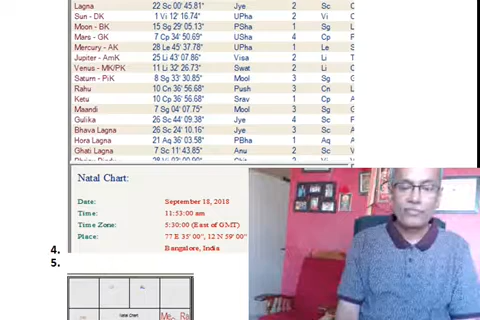 Lagna 22 Sc 00' 45.81" Jye 2 Sc
Sun - DK 1 Vi 12' 16.74" UPha 2 Vi
Moon - BK 15 Sg 29' 05.13" PSha 1 Sg
Mars - GK 7 Cp 34' 50.69" USha 4 Cp
Mercury - AK 28 Le 45' 37.78" UPha 1 Le
Jupiter - AmK 25 Li 43' 07.86" Visa 2 Li
Venus - MK/PK 11 Li 32' 26.73" Swat 2 Li
Saturn - PiK 8 Sg 33' 30.85" Mool 3 Sg
Rahu 10 Cn 36' 56.68" Push 3 Cn
Ketu 10 Cp 36' 56.68" Srav 1 Cp
Maandi 7 Sg 04' 07.75" Mool 3 Sg
Gulika 26 Sc 44' 09.38" Jye 4 Sc
Bhava Lagna 26 Sc 24' 10.16" Jye 3 Sc
Hora Lagna 21 Aq 36' 03.58" PBha 1 Aq
Ghati Lagna 7 Sc 11' 43.85" Anu 2 Sc
Natal Chart:
Date: September 18, 2018
Time: 11:53:00 am
Time Zone: 5:30:00 (East of GMT)
Place: 77 E 35' 00", 12 N 59' 00"
Bangalore, India
4.
5.
Natal Chart